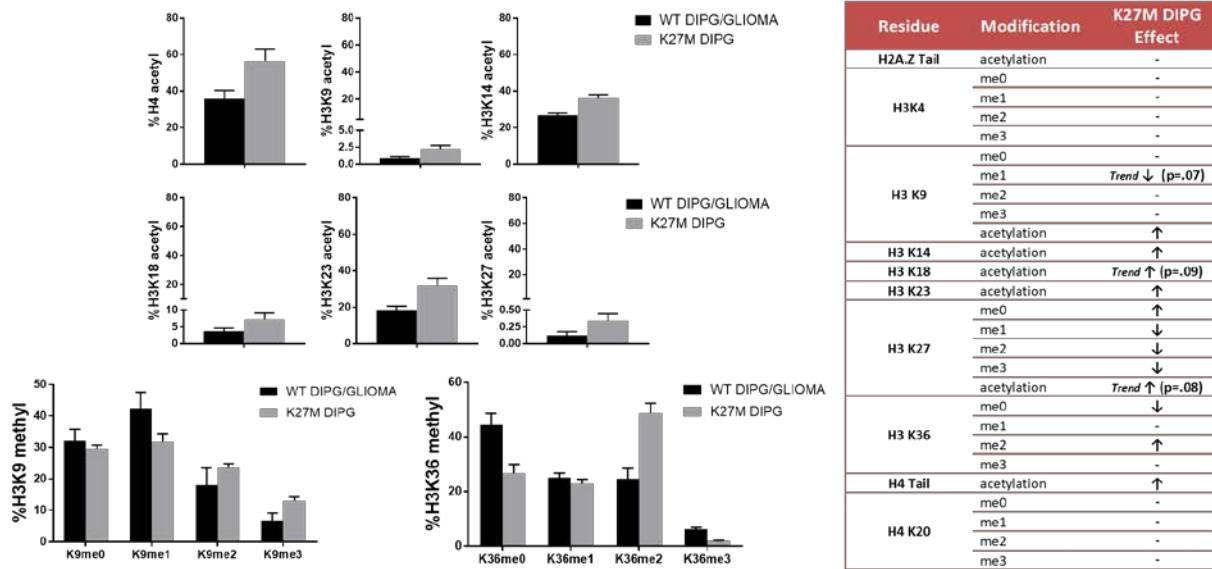 %H4 acetyl
80
60
40
20
0
%H3K9 acetyl
80
60
40
20
5.0
2.5
0.0
%H3K14 acetyl
80
60
40
20
0
WT DIPG/GLIOMA
K27M DIPG
%H3K18 acetyl
80
60
40
20
10
5
0
%H3K23 acetyl
80
60
40
20
0
%H3K27 acetyl
80
60
40
20
0.50
0.25
0.00
WT DIPG/GLIOMA
K27M DIPG
%H3K9 methyl
50
40
30
20
10
0
K9me0 K9me1 K9me2 K9me3
WT DIPG/GLIOMA
K27M DIPG
%H3K36 methyl
60
40
20
0
K36me0 K36me1 K36me2 K36me3
WT DIPG/GLIOMA
K27M DIPG
Residue Modification K27M DIPG
Effect
H2A.Z Tail acetylation -
H3K4
me0 -
me1 -
me2 -
me3 -
H3 K9
me0 -
me1 Trend ↓ (p=.07)
me2 -
me3 -
acetylation ↑
H3 K14 acetylation ↑
H3 K18 acetylation Trend ↑ (p=.09)
H3 K23 acetylation ↑
H3 K27
me0 ↑
me1 ↓
me2 ↓
me3 ↓
acetylation Trend ↑ (p=.08)
H3 K36
me0 ↓
me1 -
me2 ↑
me3 -
H4 Tail acetylation ↑
H4 K20
me0 -
me1 -
me2 -
me3 -